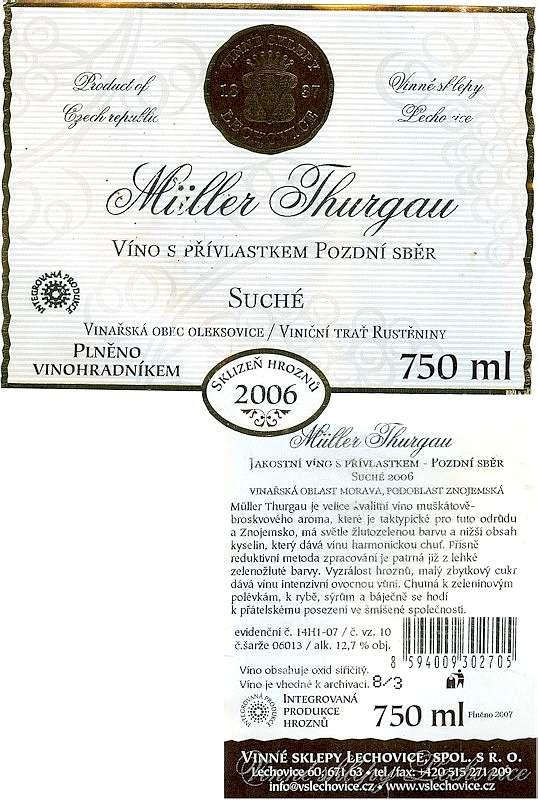 VINNÉ SKLEPY
18 97
LECHOVICE
Product of
Czech republic
Vinné sklepy
Lechovice
Müller Thurgau
VÍNO S PŘÍVLASTKEM POZDNÍ SBĚR
SUCHÉ
INTEGROVANÁ PRODUKCE
VINAŘSKÁ OBEC OLEKSOVICE / VINIČNÍ TRAŤ RUSTĚNINY
PLNĚNO
VINOHRADNÍKEM
750 ml
SKLIZEŇ HROZNŮ
2006
Müller Thurgau
JAKOSTNÍ VÍNO S PŘÍVLASTKEM - POZDNÍ SBĚR
SUCHÉ 2006
VINAŘSKÁ OBLAST MORAVA, PODOBLAST ZNOJEMSKÁ
Müller Thurgau je velice kvalitní víno muškátově-
broskvového aroma, které je taktypické pro tuto odrůdu
a Znojemsko, má světle žlutozelenou barvu a nižší obsah
kyselin, který dává vínu harmonickou chuť. Přísně
reduktivní metoda zpracování je patrná již z lehké
zelenožluté barvy. Vyzrálost hroznů, malý zbytkový cukr
dává vínu intenzívní ovocnou vůni. Chutná k zeleninovým
polévkám, k rybě, sýrům a báječně se hodí
k přátelskému posezení ve smíšené společnosti.
evidenční č. 14H1-07 / č. vz. 10
č.šarže 06013 / alk. 12,7 % obj.
8 594009 302705
Víno obsahuje oxid siřičitý.
Víno je vhodné k archivaci. 8/3
INTEGROVANÁ PRODUKCE
INTEGROVANÁ
PRODUKCE
HROZNŮ
750 ml Plněno 2007
VINNÉ SKLEPY LECHOVICE, SPOL. S R. O.
Lechovice 60, 671 63 • tel./fax: +420 515 271 209
info@vslechovice.cz • www.vslechovice.cz